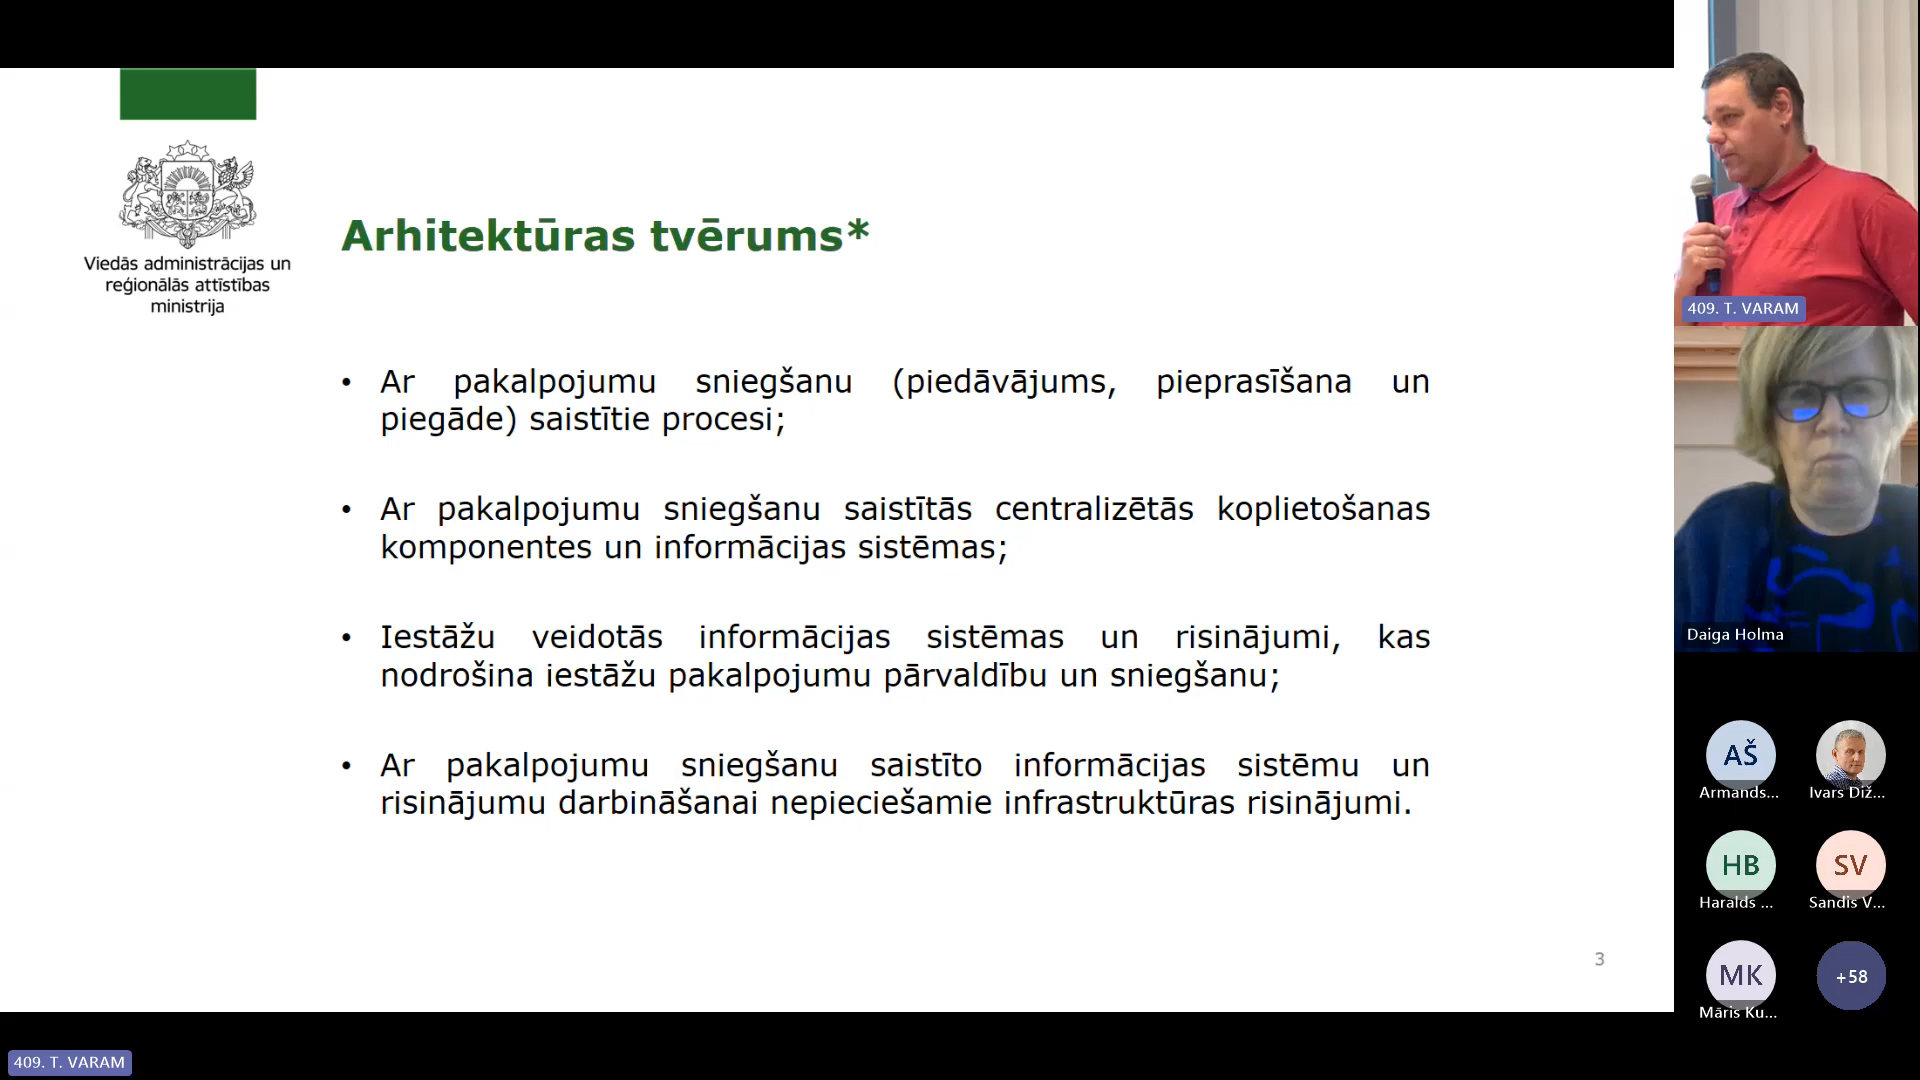 Viedās administrācijas un
reģionālās attīstības
ministrija
Arhitektūras tvērums*
• Ar pakalpojumu sniegšanu (piedāvājums, pieprasīšana un
piegāde) saistītie procesi;
• Ar pakalpojumu sniegšanu saistītās centralizētās koplietošanas
komponentes un informācijas sistēmas;
• Iestāžu veidotās informācijas sistēmas un risinājumi, kas
nodrošina iestāžu pakalpojumu pārvaldību un sniegšanu;
• Ar pakalpojumu sniegšanu saistīto informācijas sistēmu un
risinājumu darbināšanai nepieciešamie infrastruktūras risinājumi.
3
409. T. VARAM
409. T. VARAM
Daiga Holma
AŠ
Armands...
Ivars Diž...
HB
Haralds ...
SV
Sandis V...
MK
Māris Ku...
+58